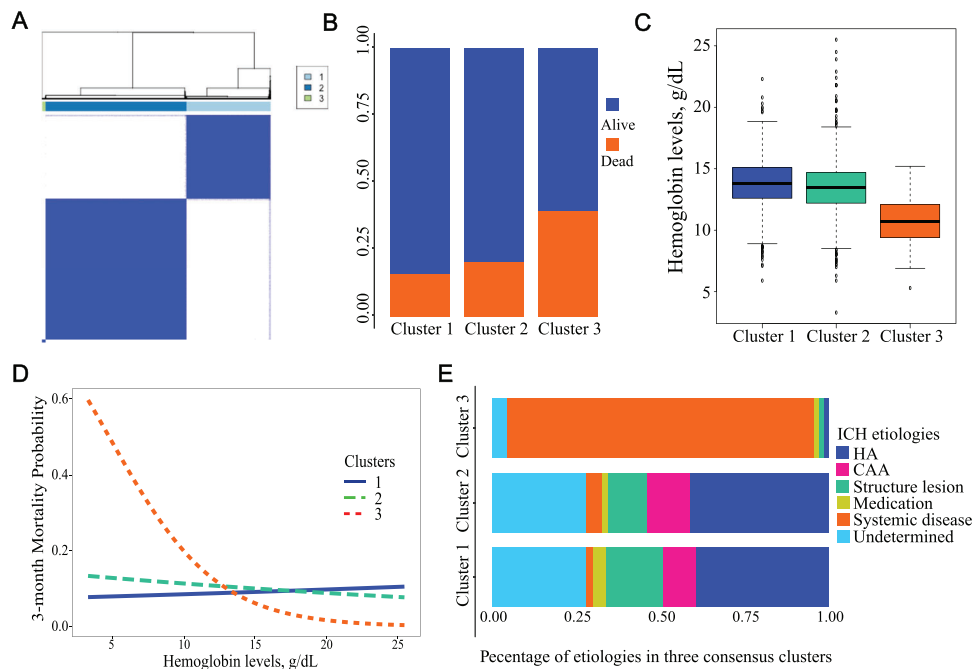 A
1
2
3
B
1.00
0.75
0.50
0.25
0.00
Cluster 1
Cluster 2
Cluster 3
Alive
Dead
C
Hemoglobin levels, g/dL
25
20
15
10
5
Cluster 1
Cluster 2
Cluster 3
D
3-month Mortality Probability
0.6
0.4
0.2
0.0
5
10
15
20
25
Hemoglobin levels, g/dL
Clusters
1
2
3
E
Cluster 3
Cluster 2
Cluster 1
0.00
0.25
0.50
0.75
1.00
Pecentage of etiologies in three consensus clusters
ICH etiologies
HA
CAA
Structure lesion
Medication
Systemic disease
Undetermined